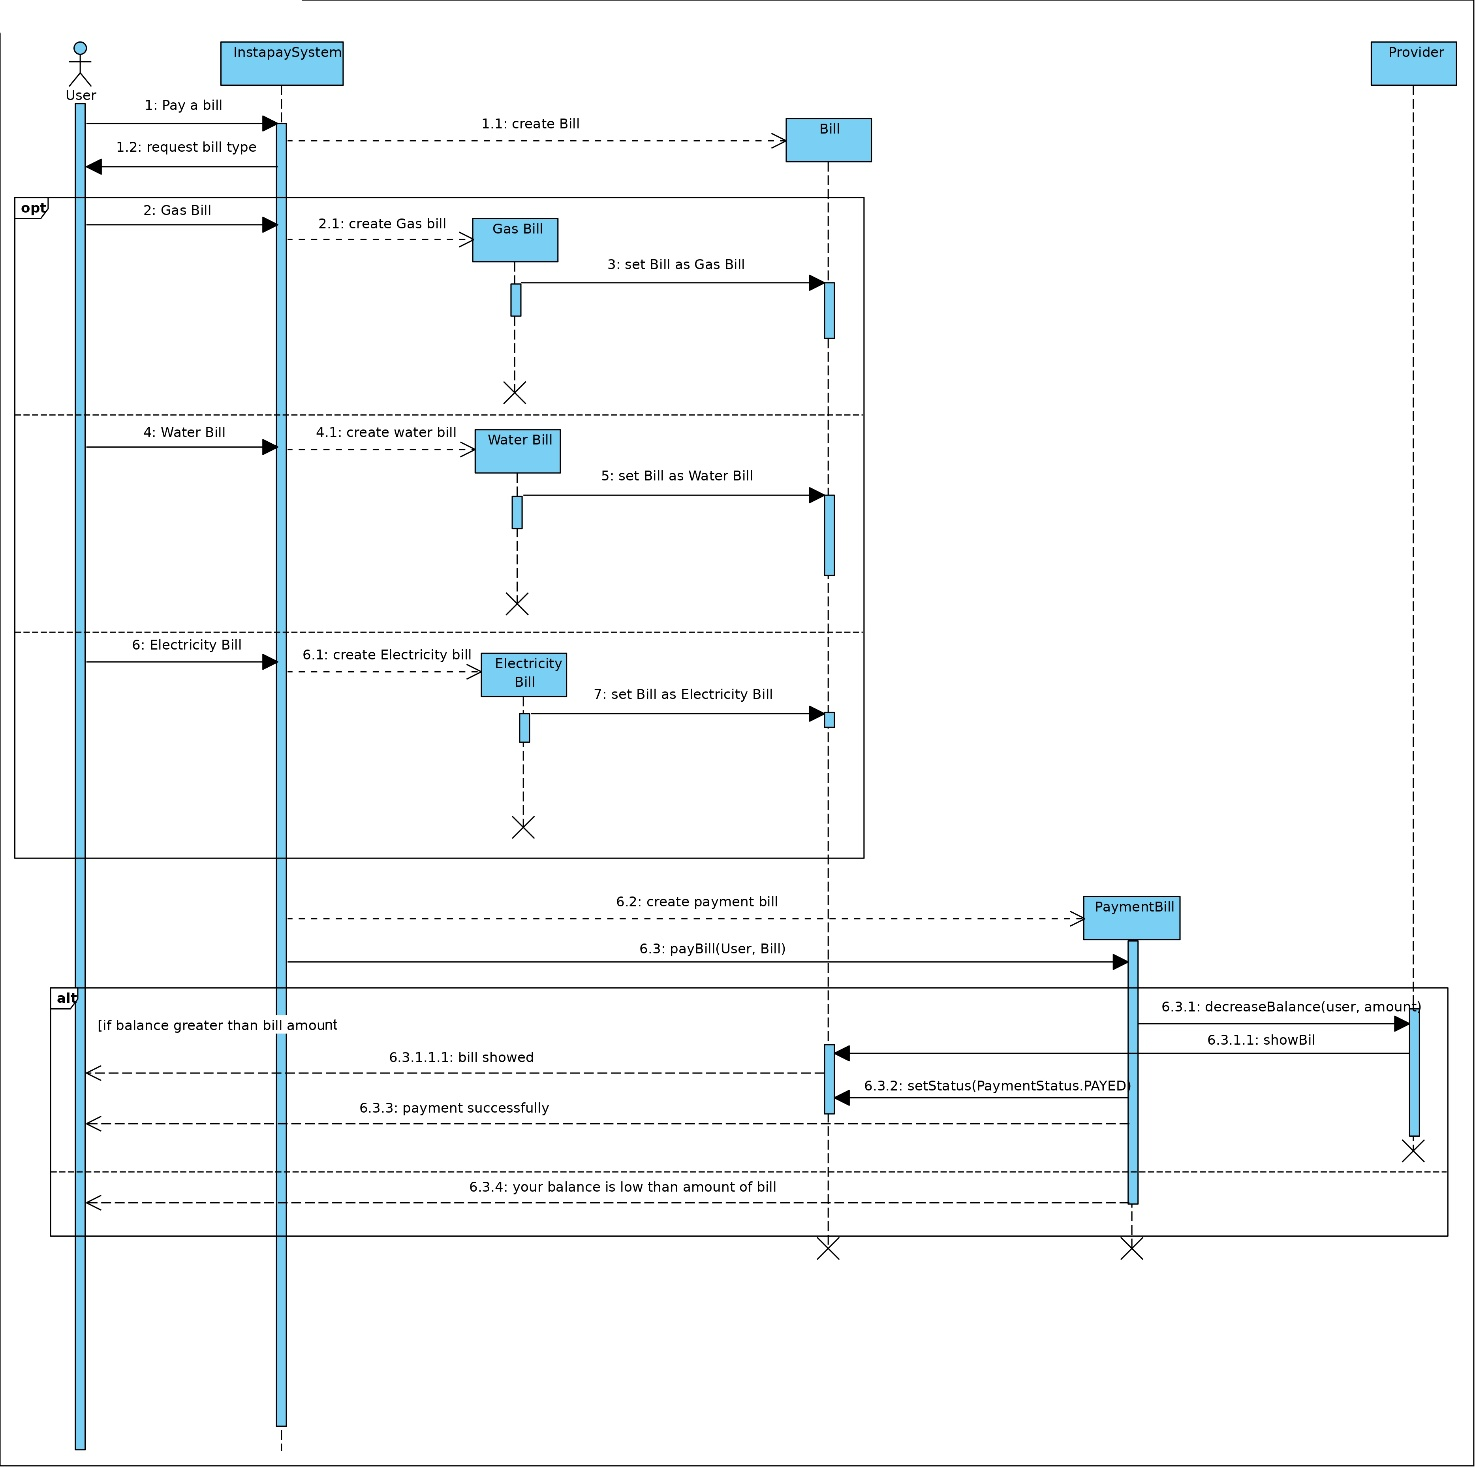 InstapaySystem
Provider
User
1: Pay a bill
1.1: create Bill
Bill
1.2: request bill type
opt
2: Gas Bill
2.1: create Gas bill
Gas Bill
3: set Bill as Gas Bill
4: Water Bill
4.1: create water bill
Water Bill
5: set Bill as Water Bill
6: Electricity Bill
6.1: create Electricity bill
Electricity
Bill
7: set Bill as Electricity Bill
6.2: create payment bill
PaymentBill
6.3: payBill(User, Bill)
alt
6.3.1: decreaseBalance(user, amount)
[if balance greater than bill amount
6.3.1.1: showBil
6.3.1.1.1: bill showed
6.3.2: setStatus(PaymentStatus.PAYED)
6.3.3: payment successfully
6.3.4: your balance is low than amount of bill